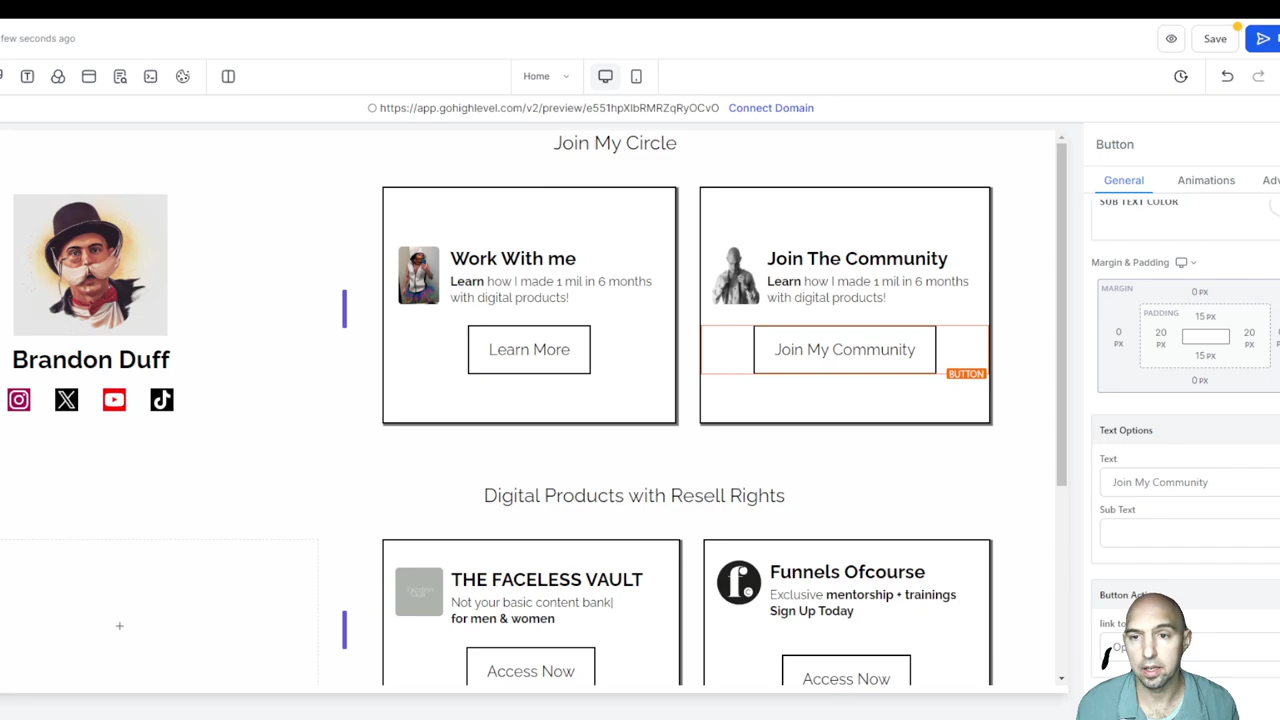 few seconds ago
Save
Home
https://app.gohighlevel.com/v2/preview/e551hpXIbRMRZqRyOCvO Connect Domain
Join My Circle
Brandon Duff
Work With me
Learn how I made 1 mil in 6 months
with digital products!
Learn More
Join The Community
Learn how I made 1 mil in 6 months
with digital products!
Join My Community
BUTTON
Digital Products with Resell Rights
THE FACELESS VAULT
Not your basic content bank|
for men & women
Access Now
f.
Funnels Ofcourse
Exclusive mentorship + trainings
Sign Up Today
Access Now
Button
General Animations
SUB TEXT COLOR
Margin & Padding
MARGIN
0 PX
PADDING
15 PX
0
PX
20
PX
20
PX
15 PX
0 PX
Text Options
Text
Join My Community
Sub Text
Button
link to